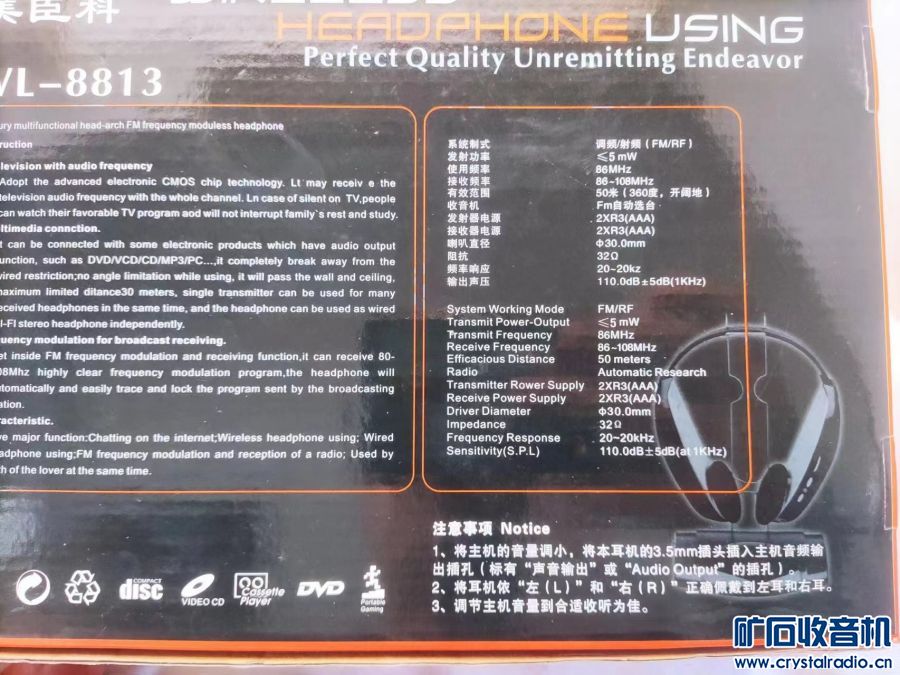 美臣科
WIRELESS
HEADPHONE USING
Perfect Quality Unremitting Endeavor
VL-8813
ury multifunctional head-arch FM frequency moduless headphone
ruction
levision with audio frequency
Adopt the advanced electronic CMOS chip technology. Lt may receiv e the
television audio frequency with the whole channel. Ln case of silent on TV,people
can watch their favorable TV program aod will not interrupt family`s rest and study.
ltimedia connction.
t can be connected with some electronic products which have audio output
unction, such as DVD/VCD/CD/MP3/PC...,it completely break away from the
wired restriction;no angle limitation while using, it will pass the wall and ceiling,
maximum limited ditance30 meters, single transmitter can be used for many
eceived headphones in the same time, and the headphone can be used as wired
I-FI stereo headphone independently.
quency modulation for broadcast receiving.
et inside FM frequency modulation and receiving function,it can receive 80-
08Mhz highly clear frequency modulation program,the headphone will
utomatically and easily trace and lock the program sent by the broadcasting
ation.
racteristic.
ve major function:Chatting on the internet;Wireless headphone using; Wired
adphone using;FM frequency modulation and reception of a radio; Used by
th of the lover at the same time.
系统制式 调频/射频（FM/RF）
发射功率 ≤5mW
使用频率 86MHz
接收频率 86~108MHz
有效范围 50米（360度，开阔地）
收音机 Fm自动选台
发射器电源 2XR3(AAA)
接收器电源 2XR3(AAA)
喇叭直径 Φ30.0mm
阻抗 32Ω
频率响应 20~20kz
输出声压 110.0dB±5dB(1KHz)
System Working Mode FM/RF
Transmit Power-Output ≤5mW
Transmit Frequency 86MHz
Receive Frequency 86~108MHz
Efficacious Distance 50 meters
Radio Automatic Research
Transmitter Rower Supply 2XR3(AAA)
Receive Power Supply 2XR3(AAA)
Driver Diameter Φ30.0mm
Impedance 32Ω
Frequency Response 20~20kHz
Sensitivity(S.P.L) 110.0dB±5dB(at1KHz)
注意事项 Notice
1、将主机的音量调小，将本耳机的3.5mm插头插入主机音频输
出插孔（标有“声音输出”或“Audio Output”的插孔）。
2、将耳机依“左（L）”和“右（R）”正确佩戴到左耳和右耳。
3、调节主机音量到合适收听为佳。
COMPACT
disc
VIDEO CD
Cassette
Player
DVD
Portable
Gaming
矿石收音机
www.crystalradio.cn